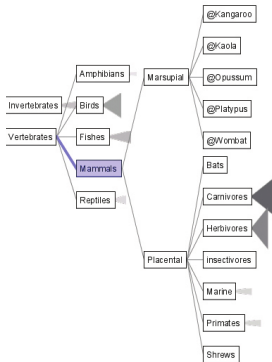 @Kangaroo
@Kaola
Amphibians
Marsupial
@Opussum
Invertebrates
Birds
@Platypus
Vertebrates
Fishes
@Wombat
Mammals
Bats
Reptiles
Carnivores
Herbivores
Placental
insectivores
Marine
Primates
Shrews